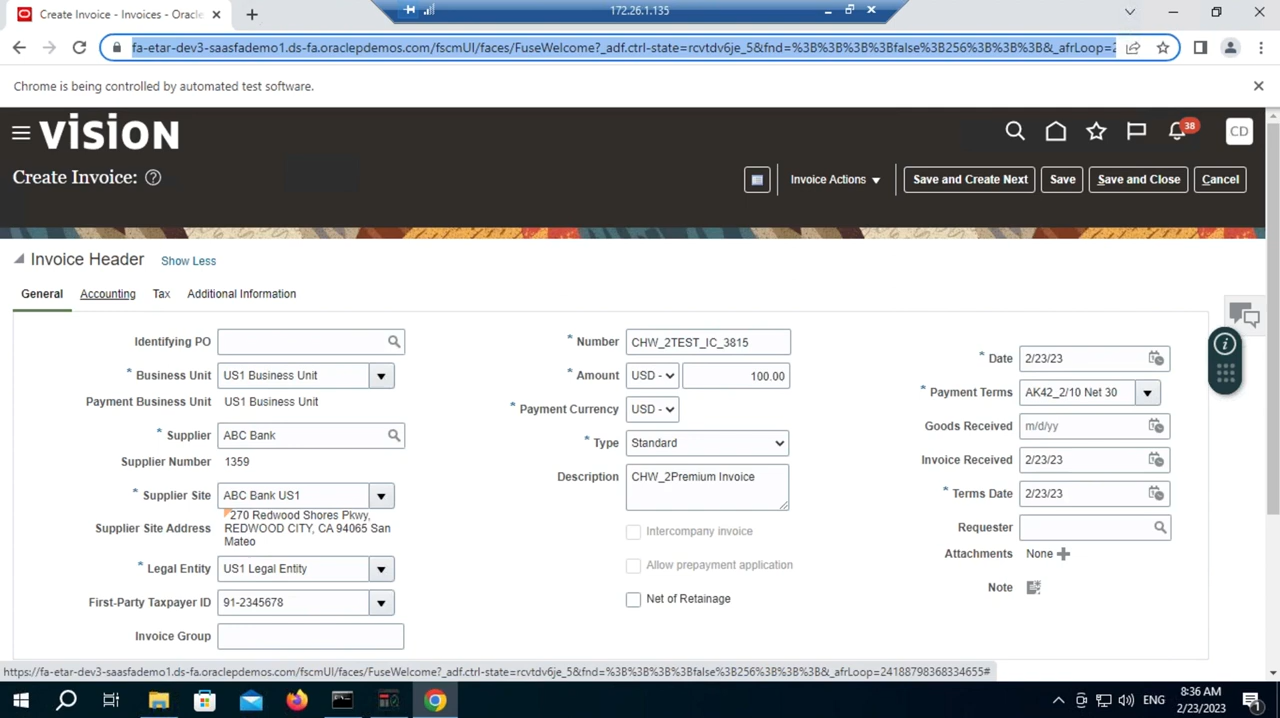 Create Invoice - Invoices - Oracle
172.26.1.135
fa-etar-dev3-saasfademo1.ds-fa.oraclepdemos.com/fscmUI/faces/FuseWelcome?_adf.ctrl-state=rcvtdv6je_5&fnd=%3B%3B%3B%3Bfalse%3B256%3B%3B%3B&_afrLoop=2
Chrome is being controlled by automated test software.
VISION
38
CD
Create Invoice:
Invoice Actions
Save and Create Next
Save
Save and Close
Cancel
Invoice Header
Show Less
General
Accounting
Tax
Additional Information
Identifying PO
* Business Unit US1 Business Unit
Payment Business Unit US1 Business Unit
* Supplier ABC Bank
Supplier Number 1359
* Supplier Site ABC Bank US1
Supplier Site Address 270 Redwood Shores Pkwy,
REDWOOD CITY, CA 94065 San
Mateo
* Legal Entity US1 Legal Entity
First-Party Taxpayer ID 91-2345678
Invoice Group
* Number CHW_2TEST_IC_3815
* Amount USD - 100.00
* Payment Currency USD -
* Type Standard
Description CHW_2Premium Invoice
Intercompany invoice
Allow prepayment application
Net of Retainage
* Date 2/23/23
* Payment Terms AK42_2/10 Net 30
Goods Received m/d/yy
Invoice Received 2/23/23
* Terms Date 2/23/23
Requester
Attachments None
Note
https://fa-etar-dev3-saasfademo1.ds-fa.oraclepdemos.com/fscmUI/faces/FuseWelcome?_adf.ctrl-state=rcvtdv6je_5&fnd=%3B%3B%3B%3Bfalse%3B256%3B%3B%3B&_afrLoop=24188798368334655#
ENG
8:36 AM
2/23/2023
1